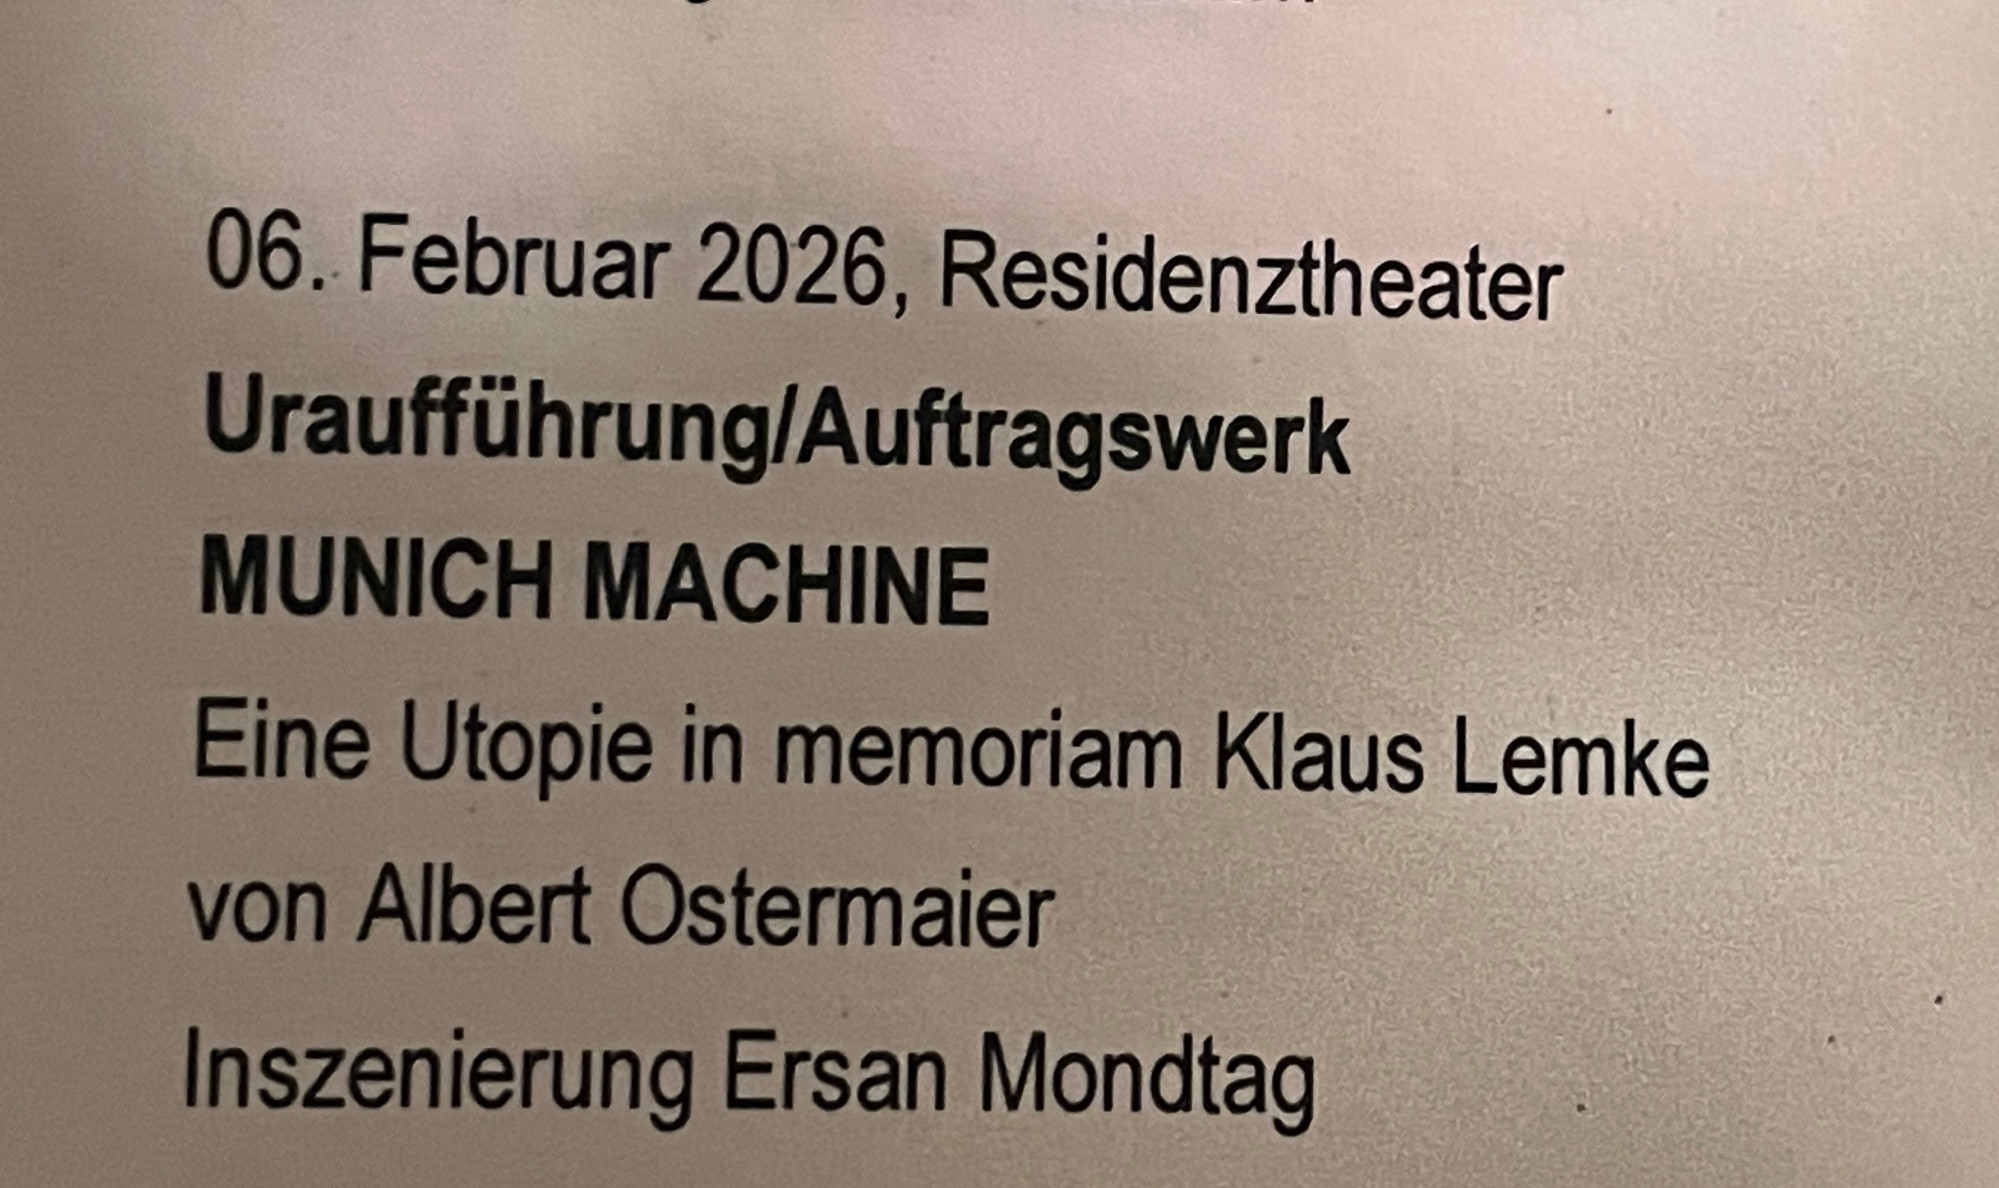 06. Februar 2026, Residenztheater
Uraufführung/Auftragswerk
MUNICH MACHINE
Eine Utopie in memoriam Klaus Lemke
von Albert Ostermaier
Inszenierung Ersan Mondtag